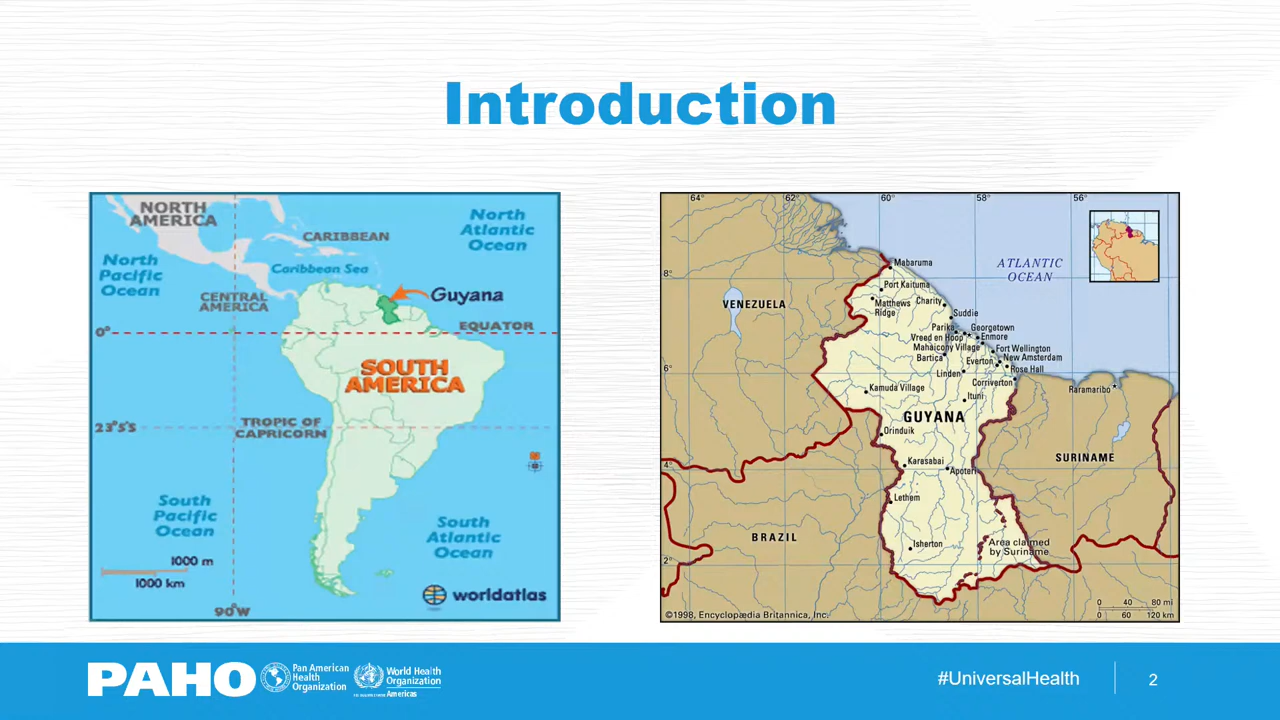 Introduction
NORTH
AMERICA
North
Atlantic
Ocean
CARIBBEAN
North
Pacific
Ocean
Caribbean Sea
CENTRAL
AMERICA
Guyana
0°
EQUATOR
SOUTH
AMERICA
23°5'S
TROPIC OF
CAPRICORN
South
Pacific
Ocean
South
Atlantic
Ocean
1000 m
1000 km
90°W
worldatlas
64°
62°
60°
58°
56°
8°
6°
4°
2°
ATLANTIC
OCEAN
VENEZUELA
Mabaruma
Port Kaituma
Matthews
Ridge
Charity
Suddie
Parika
Georgetown
Vreed en Hoop
Enmore
Mahaicony Village
Fort Wellington
Bartica
Everton
New Amsterdam
Rose Hall
Linden
Corriverton
Kamuda Village
Ituni
Paramaribo
GUYANA
Orinduik
SURINAME
Karasabai
Apoteri
Lethem
BRAZIL
Isherton
Area claimed
by Suriname
0 40 80 mi
0 60 120 km
©1998, Encyclopædia Britannica, Inc.
PAHO
Pan American
Health
Organization
World Health
Organization
Americas
#UniversalHealth
2